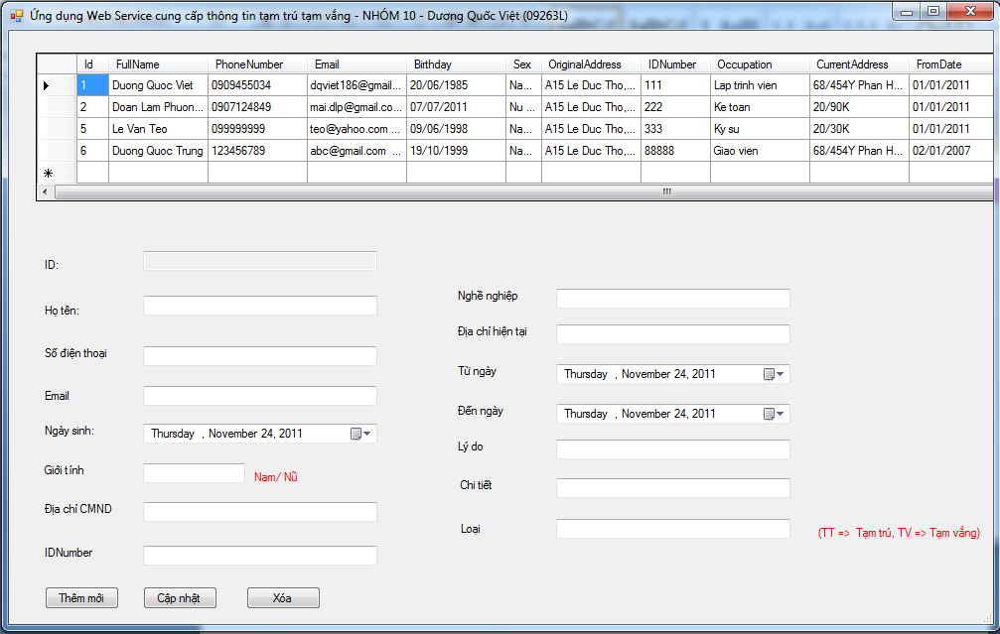 Ứng dụng Web Service cung cấp thông tin tạm trú tạm vắng - NHÓM 10 - Dương Quốc Việt (09263L)
Id FullName PhoneNumber Email Birthday Sex OriginalAddress IDNumber Occupation CurrentAddress FromDate
1 Duong Quoc Viet 0909455034 dqviet186@gmail... 20/06/1985 Na... A15 Le Duc Tho,... 111 Lap trinh vien 68/454Y Phan H... 01/01/2011
2 Doan Lam Phuon... 0907124849 mai.dlp@gmail.co... 07/07/2011 Nu ... A15 Le Duc Tho,... 222 Ke toan 20/90K 01/01/2011
5 Le Van Teo 099999999 teo@yahoo.com ... 09/06/1998 Na... A15 Le Duc Tho,... 333 Ky su 20/30K 01/01/2011
6 Duong Quoc Trung 123456789 abc@gmail.com ... 19/10/1999 Na... A15 Le Duc Tho,... 88888 Giao vien 68/454Y Phan H... 02/01/2007
ID:
Họ tên:
Số điện thoại
Email
Ngày sinh: Thursday , November 24, 2011
Giới tính Nam/ Nữ
Địa chỉ CMND
IDNumber
Nghề nghiệp
Địa chỉ hiện tại
Từ ngày Thursday , November 24, 2011
Đến ngày Thursday , November 24, 2011
Lý do
Chi tiết
Loại (TT => Tạm trú, TV => Tạm vắng)
Thêm mới Cập nhật Xóa